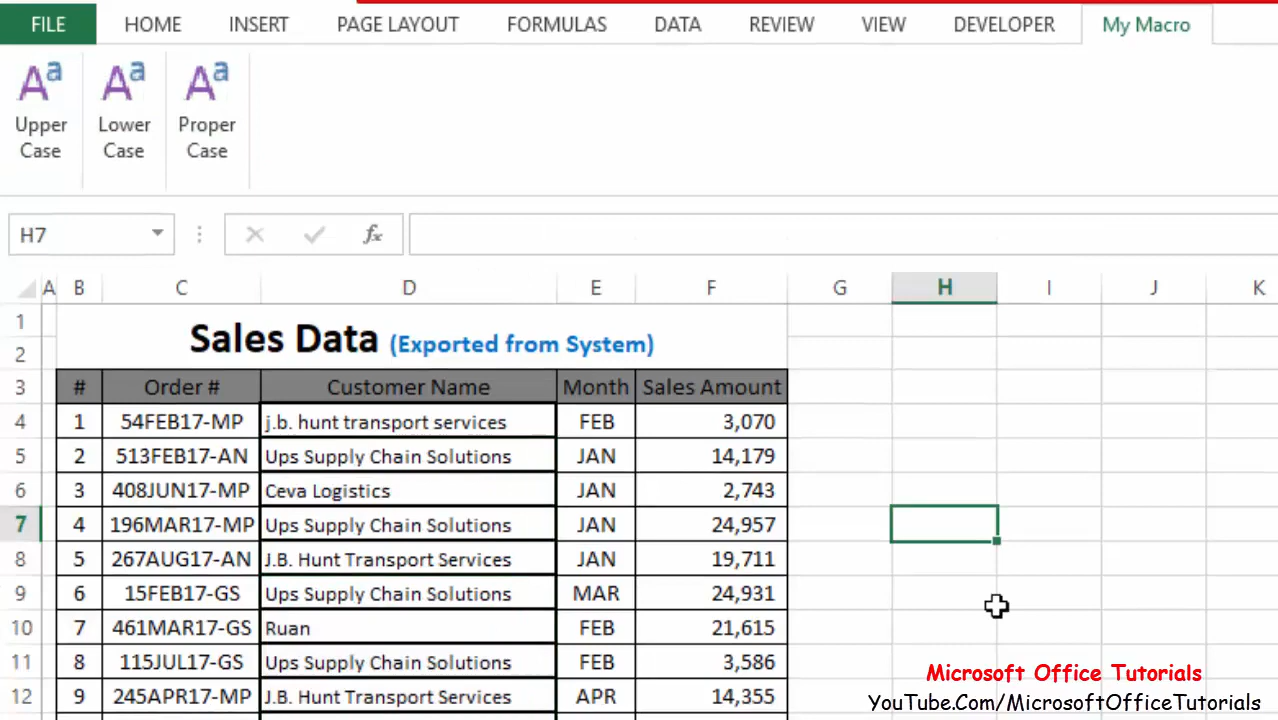 FILE HOME INSERT PAGE LAYOUT FORMULAS DATA REVIEW VIEW DEVELOPER My Macro
Upper Case Lower Case Proper Case
H7 fx
A B C D E F G H I J K
1 Sales Data (Exported from System)
2
3 # Order # Customer Name Month Sales Amount
4 1 54FEB17-MP j.b. hunt transport services FEB 3,070
5 2 513FEB17-AN Ups Supply Chain Solutions JAN 14,179
6 3 408JUN17-MP Ceva Logistics JAN 2,743
7 4 196MAR17-MP Ups Supply Chain Solutions JAN 24,957
8 5 267AUG17-AN J.B. Hunt Transport Services JAN 19,711
9 6 15FEB17-GS Ups Supply Chain Solutions MAR 24,931
10 7 461MAR17-GS Ruan FEB 21,615
11 8 115JUL17-GS Ups Supply Chain Solutions FEB 3,586
12 9 245APR17-MP J.B. Hunt Transport Services APR 14,355
Microsoft Office Tutorials
YouTube.Com/MicrosoftOfficeTutorials